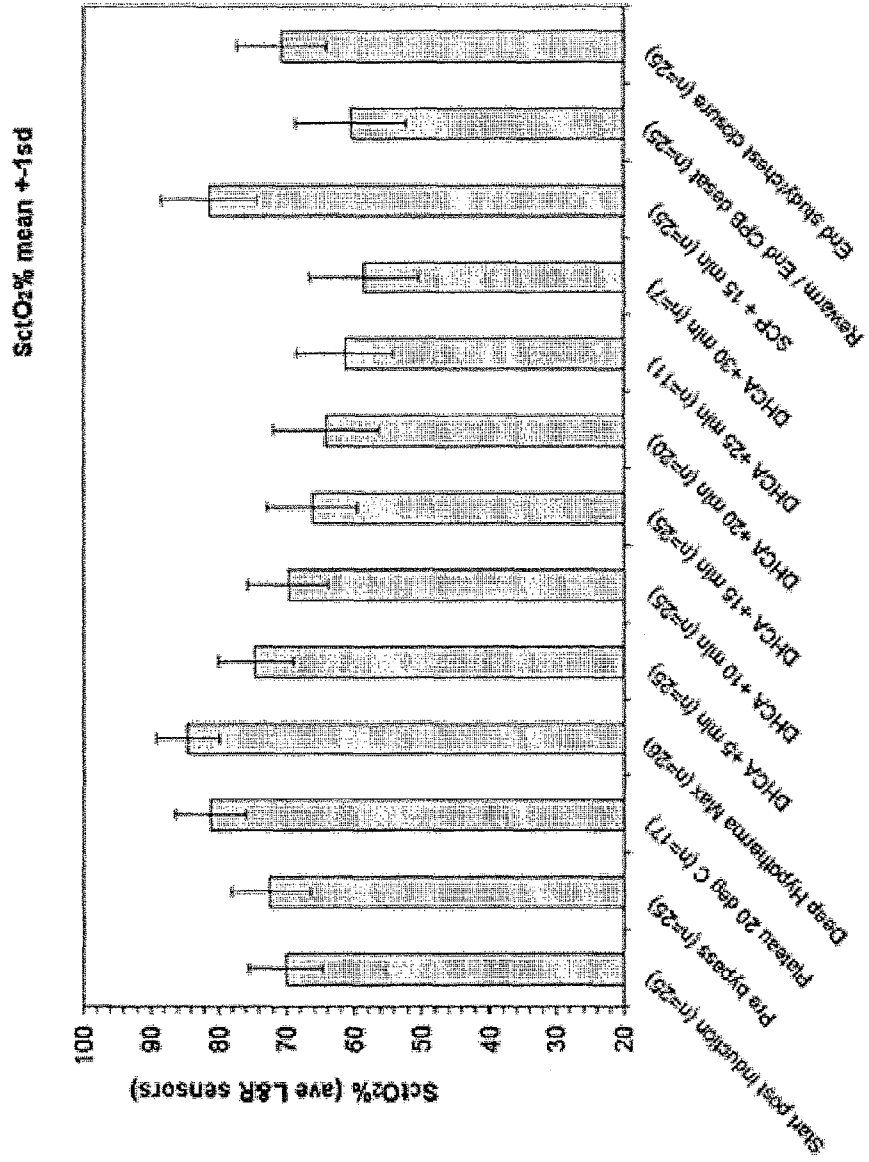 SctO₂% mean +-1sd
SctO₂% (ave L&R sensors)
100
90
80
70
60
50
40
30
20
Start post induction (n=25)
Pre bypass (n=25)
Plateau 20 deg C (n=17)
Deep Hypotharma Max (n=20)
DHCA +5 min (n=25)
DHCA +10 min (n=25)
DHCA +15 min (n=25)
DHCA +20 min (n=20)
DHCA +25 min (n=11)
DHCA +30 min (n=7)
SCP + 15 min (n=25)
Rewarm / End CPB desat (n=25)
End study/chest closure (n=25)